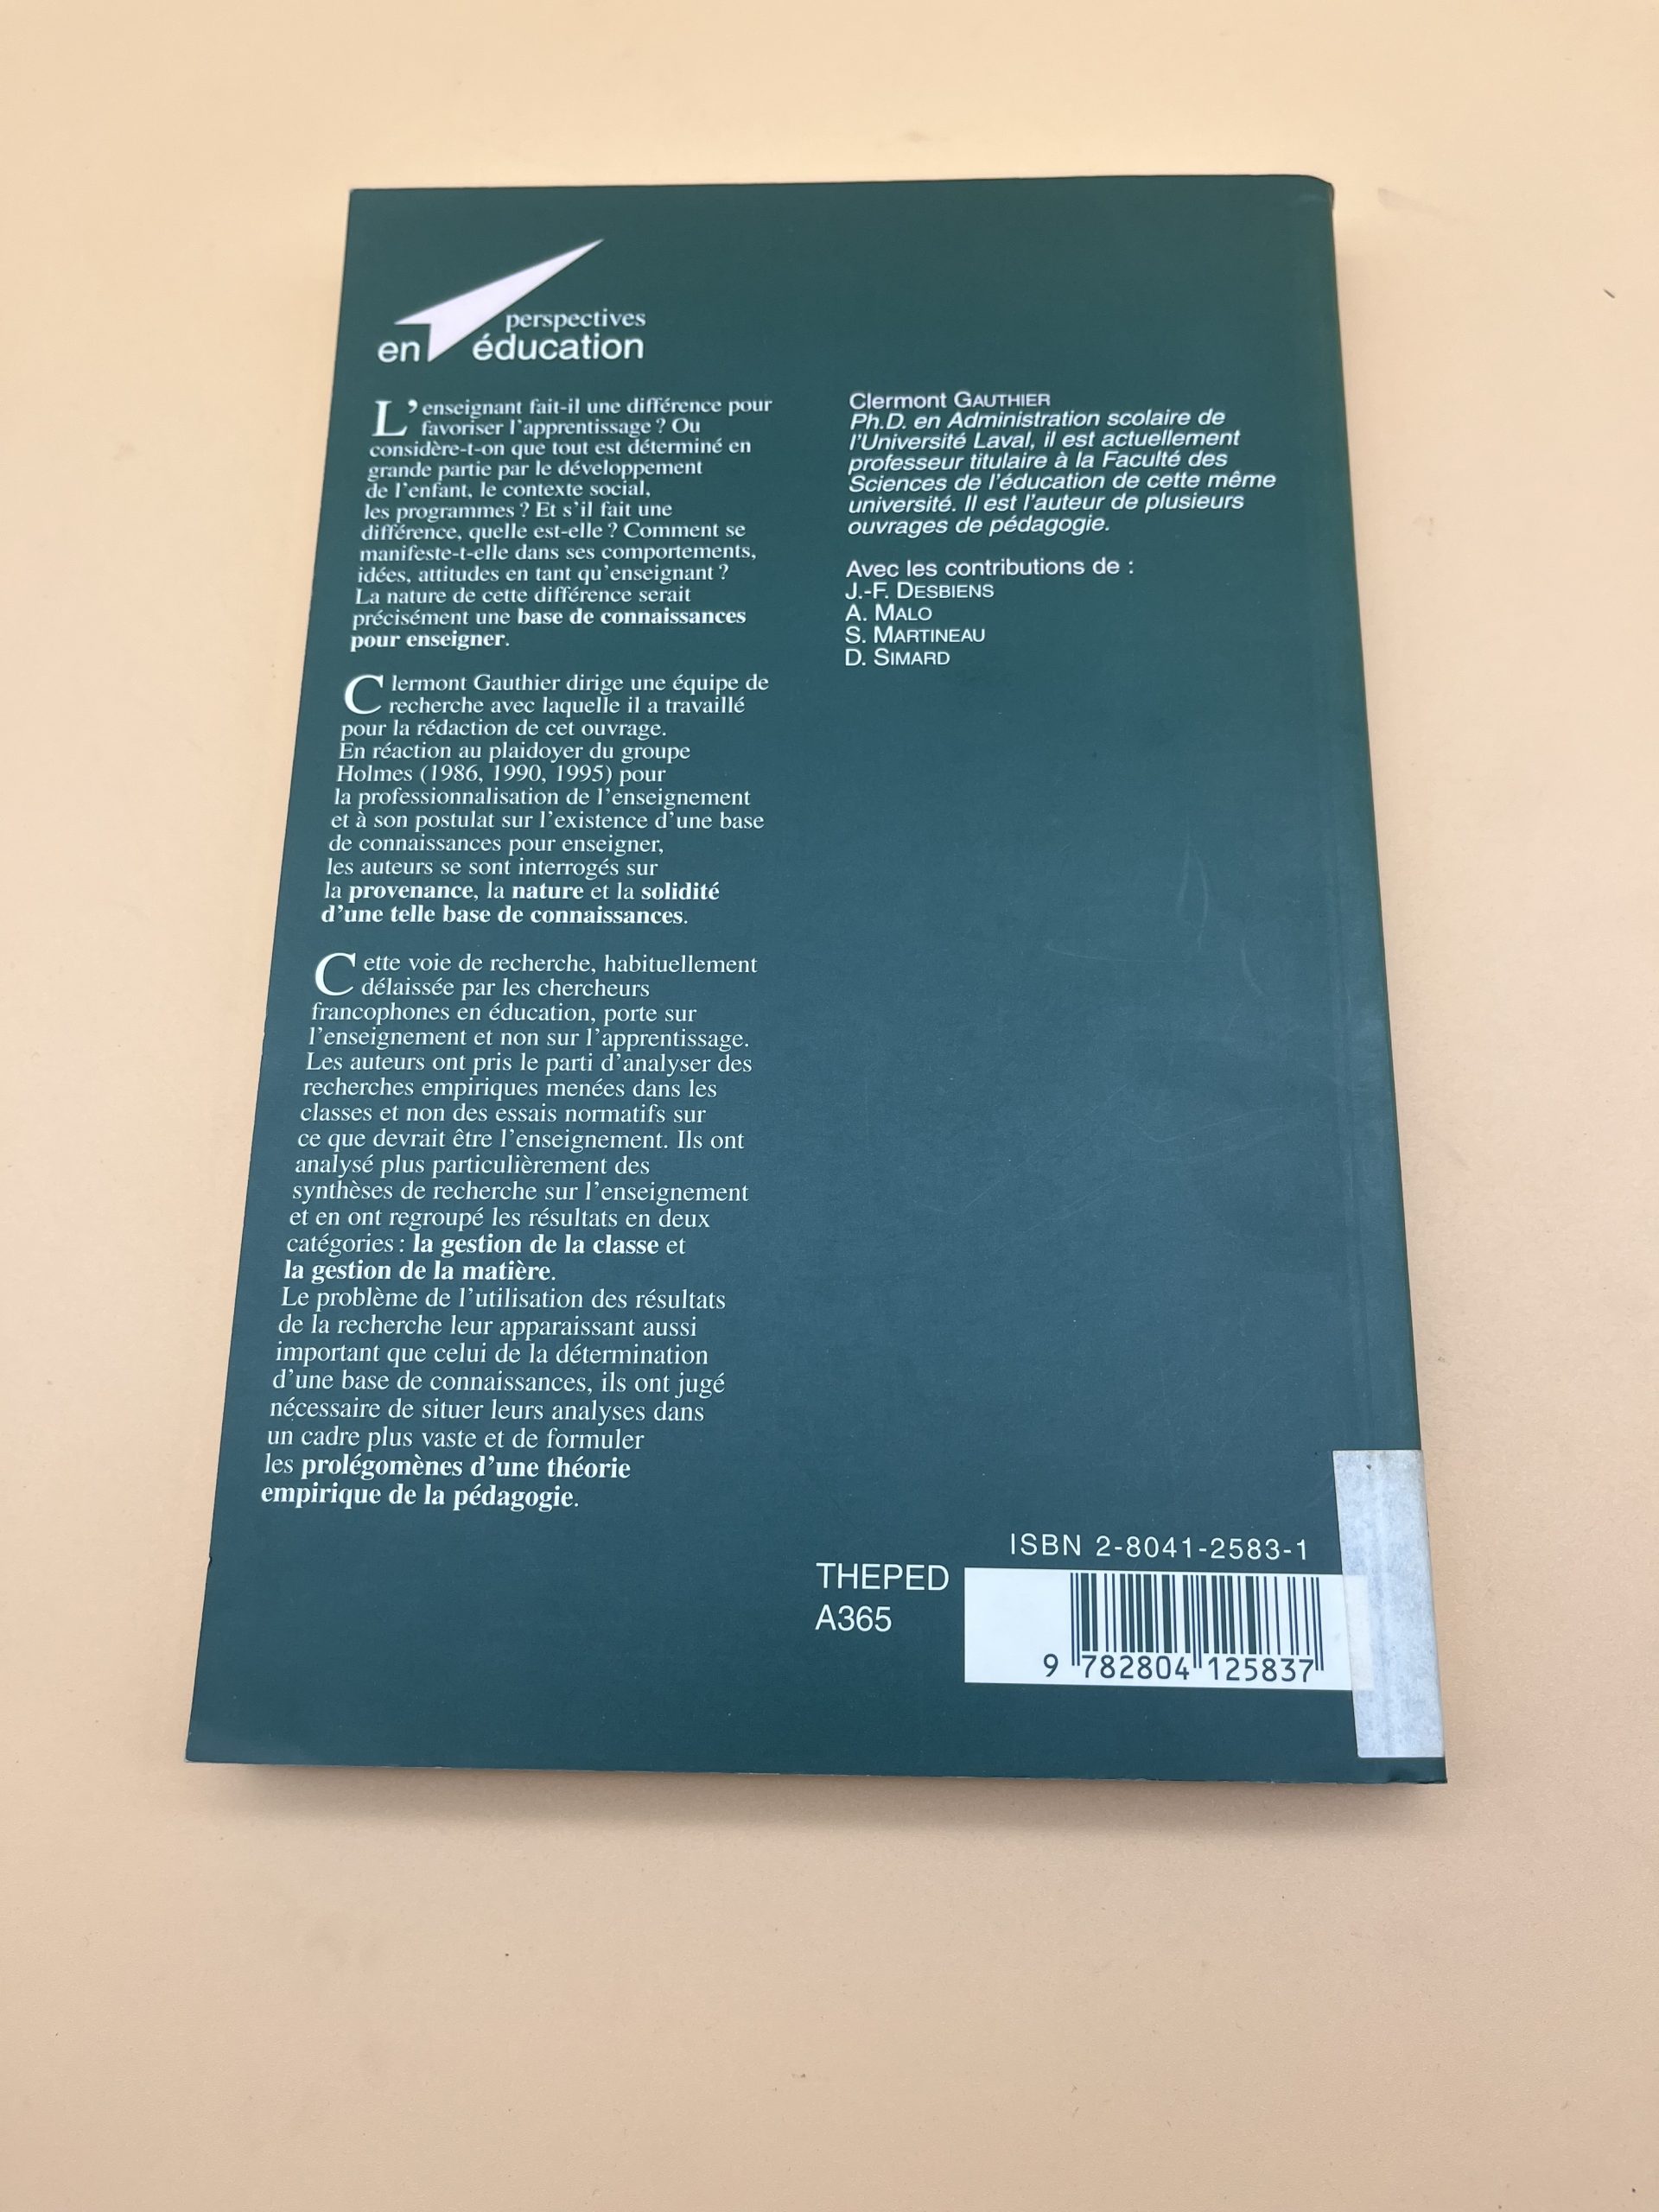 perspectives
en éducation
L'enseignant fait-il une différence pour
favoriser l'apprentissage ? Ou
considère-t-on que tout est déterminé en
grande partie par le développement
de l'enfant, le contexte social,
les programmes ? Et s'il fait une
différence, quelle est-elle ? Comment se
manifeste-t-elle dans ses comportements,
idées, attitudes en tant qu'enseignant ?
La nature de cette différence serait
précisément une base de connaissances
pour enseigner.
Clermont Gauthier dirige une équipe de
recherche avec laquelle il a travaillé
pour la rédaction de cet ouvrage.
En réaction au plaidoyer du groupe
Holmes (1986, 1990, 1995) pour
la professionnalisation de l'enseignement
et à son postulat sur l'existence d'une base
de connaissances pour enseigner,
les auteurs se sont interrogés sur
la provenance, la nature et la solidité
d'une telle base de connaissances.
Cette voie de recherche, habituellement
délaissée par les chercheurs
francophones en éducation, porte sur
l'enseignement et non sur l'apprentissage.
Les auteurs ont pris le parti d'analyser des
recherches empiriques menées dans les
classes et non des essais normatifs sur
ce que devrait être l'enseignement. Ils ont
analysé plus particulièrement des
synthèses de recherche sur l'enseignement
et en ont regroupé les résultats en deux
catégories : la gestion de la classe et
la gestion de la matière.
Le problème de l'utilisation des résultats
de la recherche leur apparaissant aussi
important que celui de la détermination
d'une base de connaissances, ils ont jugé
nécessaire de situer leurs analyses dans
un cadre plus vaste et de formuler
les prolégomènes d'une théorie
empirique de la pédagogie.
Clermont GAUTHIER
Ph.D. en Administration scolaire de
l'Université Laval, il est actuellement
professeur titulaire à la Faculté des
Sciences de l'éducation de cette même
université. Il est l'auteur de plusieurs
ouvrages de pédagogie.
Avec les contributions de :
J.-F. DESBIENS
A. MALO
S. MARTINEAU
D. SIMARD
ISBN 2-8041-2583-1
THEPED
A365
9 782804 125837